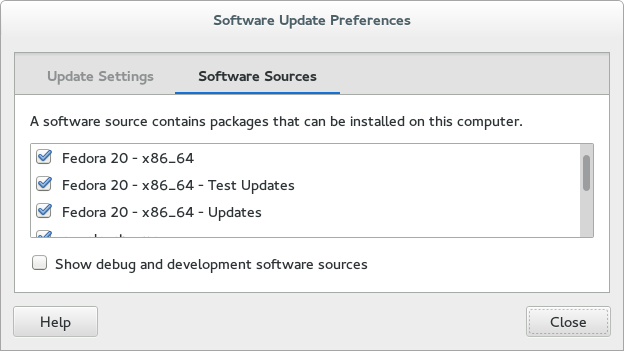 Software Update Preferences
Update Settings
Software Sources
A software source contains packages that can be installed on this computer.
Fedora 20 - x86_64
Fedora 20 - x86_64 - Test Updates
Fedora 20 - x86_64 - Updates
Show debug and development software sources
Help
Close